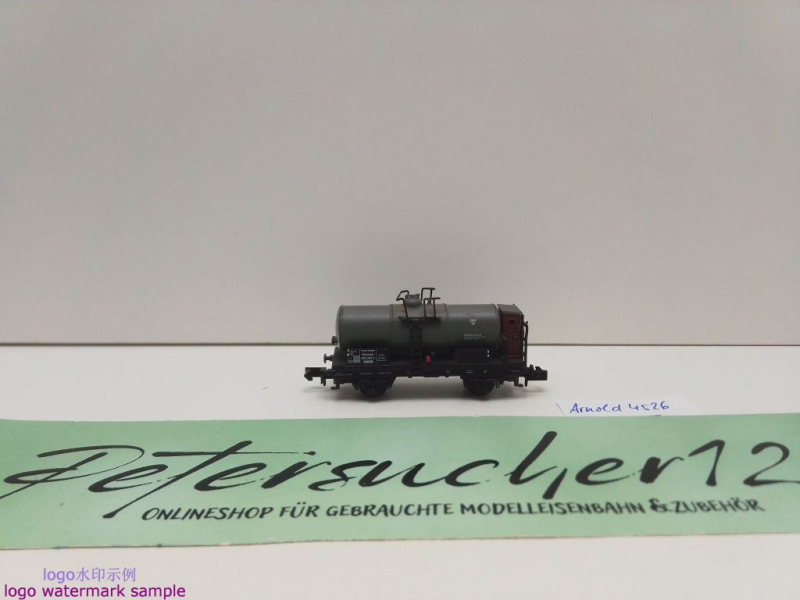 Arnold 4526
Petersucher12
ONLINESHOP FÜR GEBRAUCHTE MODELLEISENBAHN & ZUBEHÖR
logo水印示例
logo watermark sample